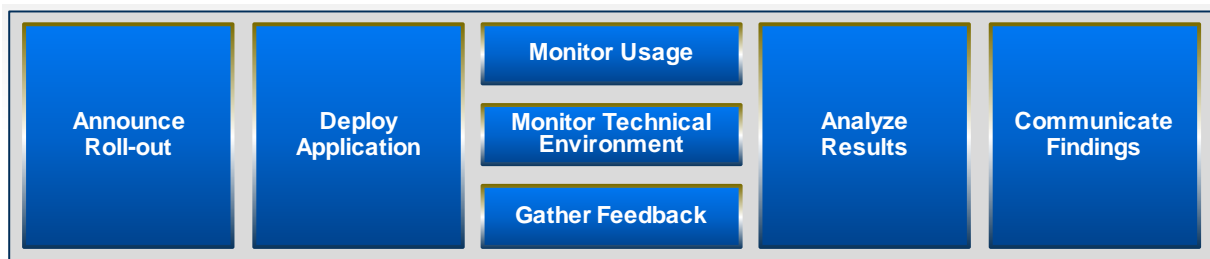 Announce
Roll-out
Deploy
Application
Monitor Usage
Monitor Technical
Environment
Gather Feedback
Analyze
Results
Communicate
Findings